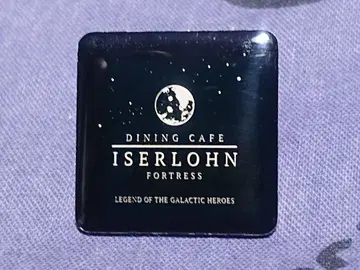 DINING CAFE
ISERLOHN
FORTRESS
LEGEND OF THE GALACTIC HEROES